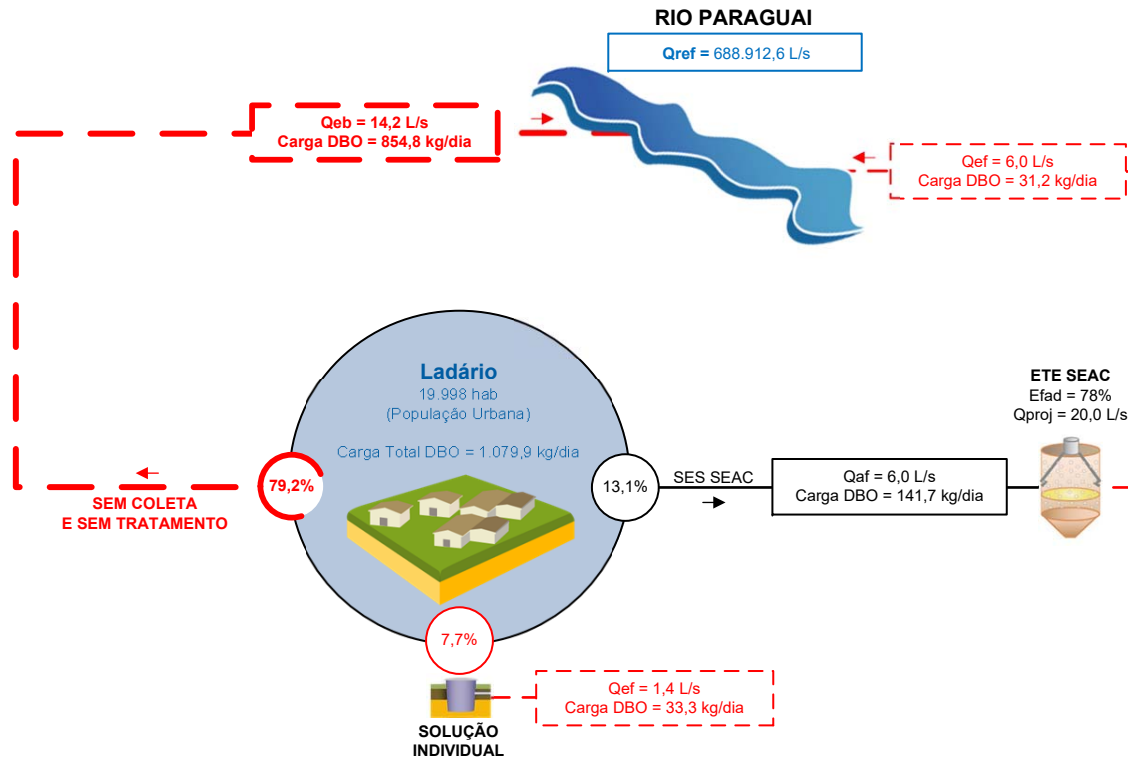 RIO PARAGUAI
Qref = 688.912,6 L/s
Qeb = 14,2 L/s
Carga DBO = 854,8 kg/dia
Qef = 6,0 L/s
Carga DBO = 31,2 kg/dia
Ladário
19.998 hab
(População Urbana)
Carga Total DBO = 1.079,9 kg/dia
ETE SEAC
Efad = 78%
Qproj = 20,0 L/s
79,2%
SEM COLETA
E SEM TRATAMENTO
13,1%
SES SEAC
Qaf = 6,0 L/s
Carga DBO = 141,7 kg/dia
7,7%
Qef = 1,4 L/s
Carga DBO = 33,3 kg/dia
SOLUÇÃO
INDIVIDUAL